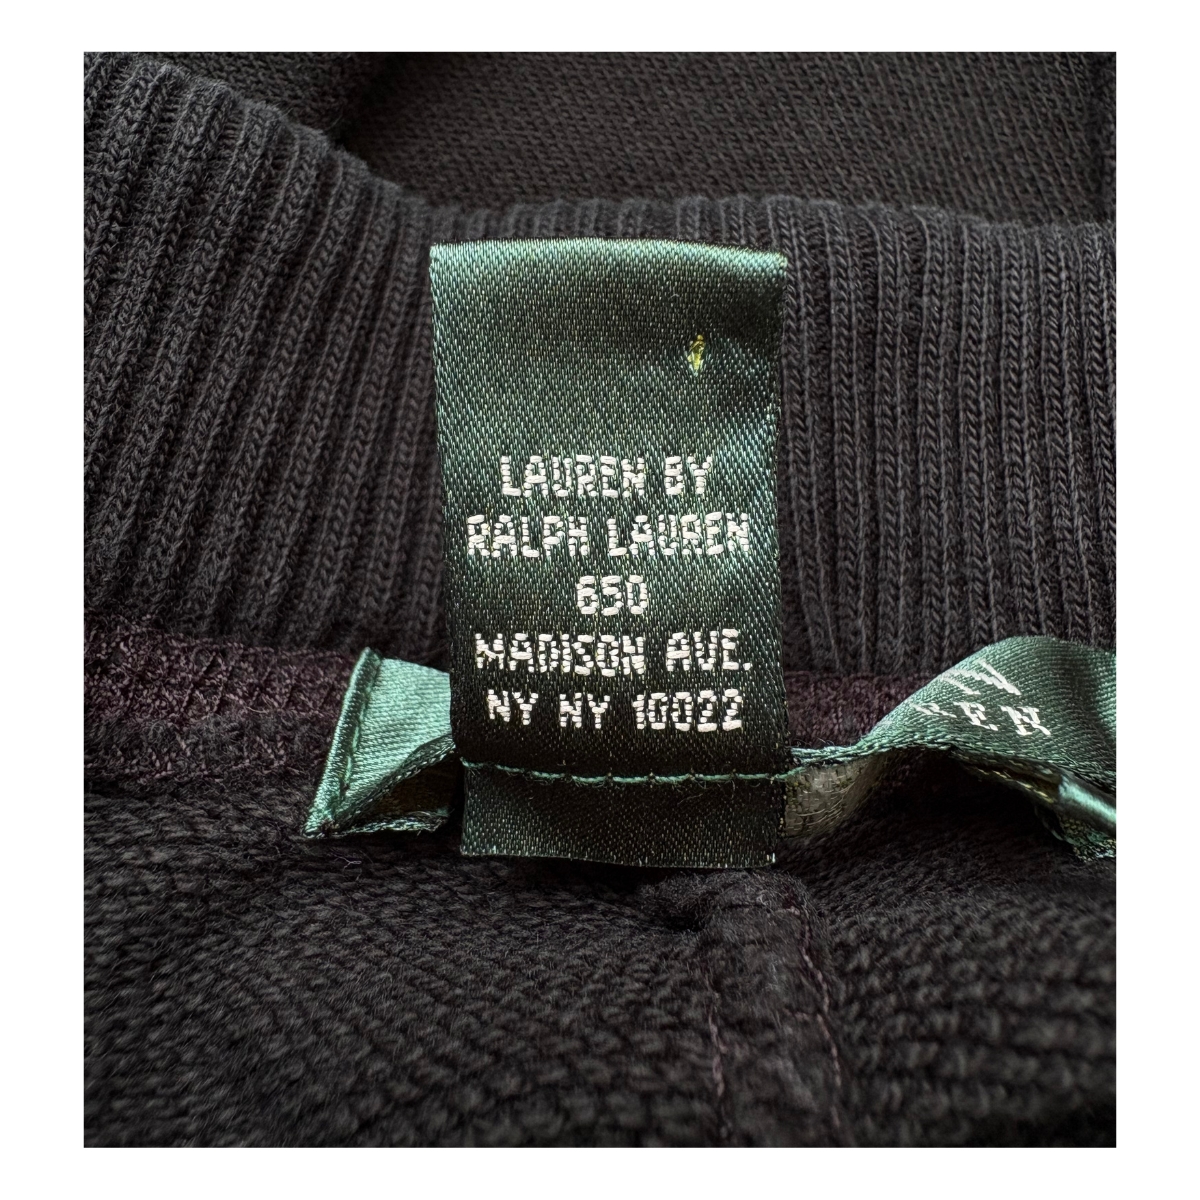 LAUREN BY
RALPH LAUREN
650
MADISON AVE.
NY NY 10022